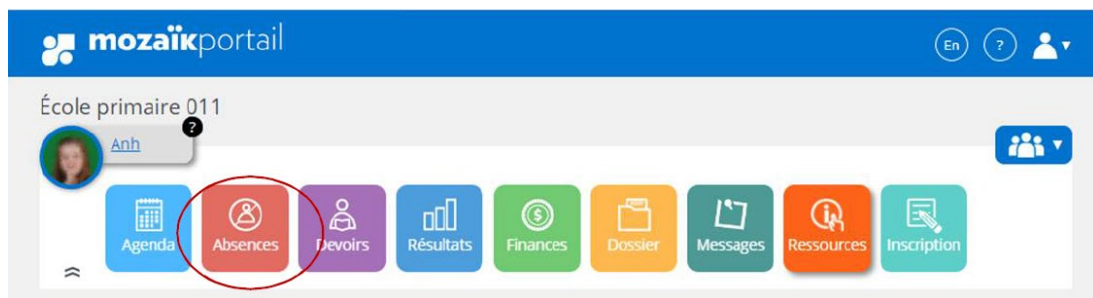 mozaïkportail
En
?
École primaire 011
?
Anh
Agenda
Absences
Devoirs
Résultats
$
Finances
Dossier
Messages
Ressources
Inscription